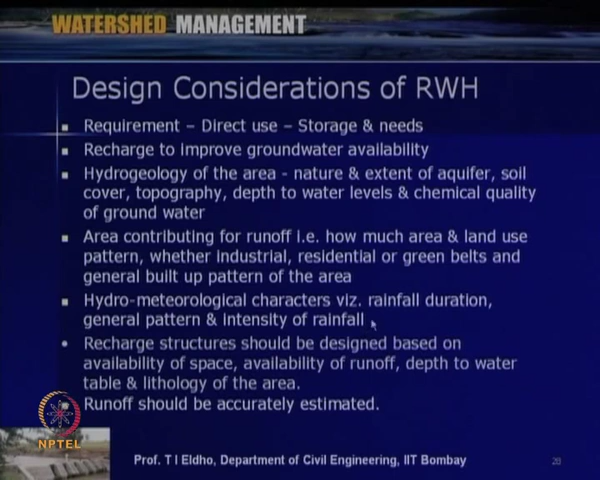 WATERSHED MANAGEMENT
Design Considerations of RWH
Requirement – Direct use – Storage & needs
Recharge to improve groundwater availability
Hydrogeology of the area - nature & extent of aquifer, soil
cover, topography, depth to water levels & chemical quality
of ground water
Area contributing for runoff i.e. how much area & land use
pattern, whether industrial, residential or green belts and
general built up pattern of the area
Hydro-meteorological characters viz. rainfall duration,
general pattern & intensity of rainfall
Recharge structures should be designed based on
availability of space, availability of runoff, depth to water
table & lithology of the area.
Runoff should be accurately estimated.
NPTEL
Prof. T I Eldho, Department of Civil Engineering, IIT Bombay